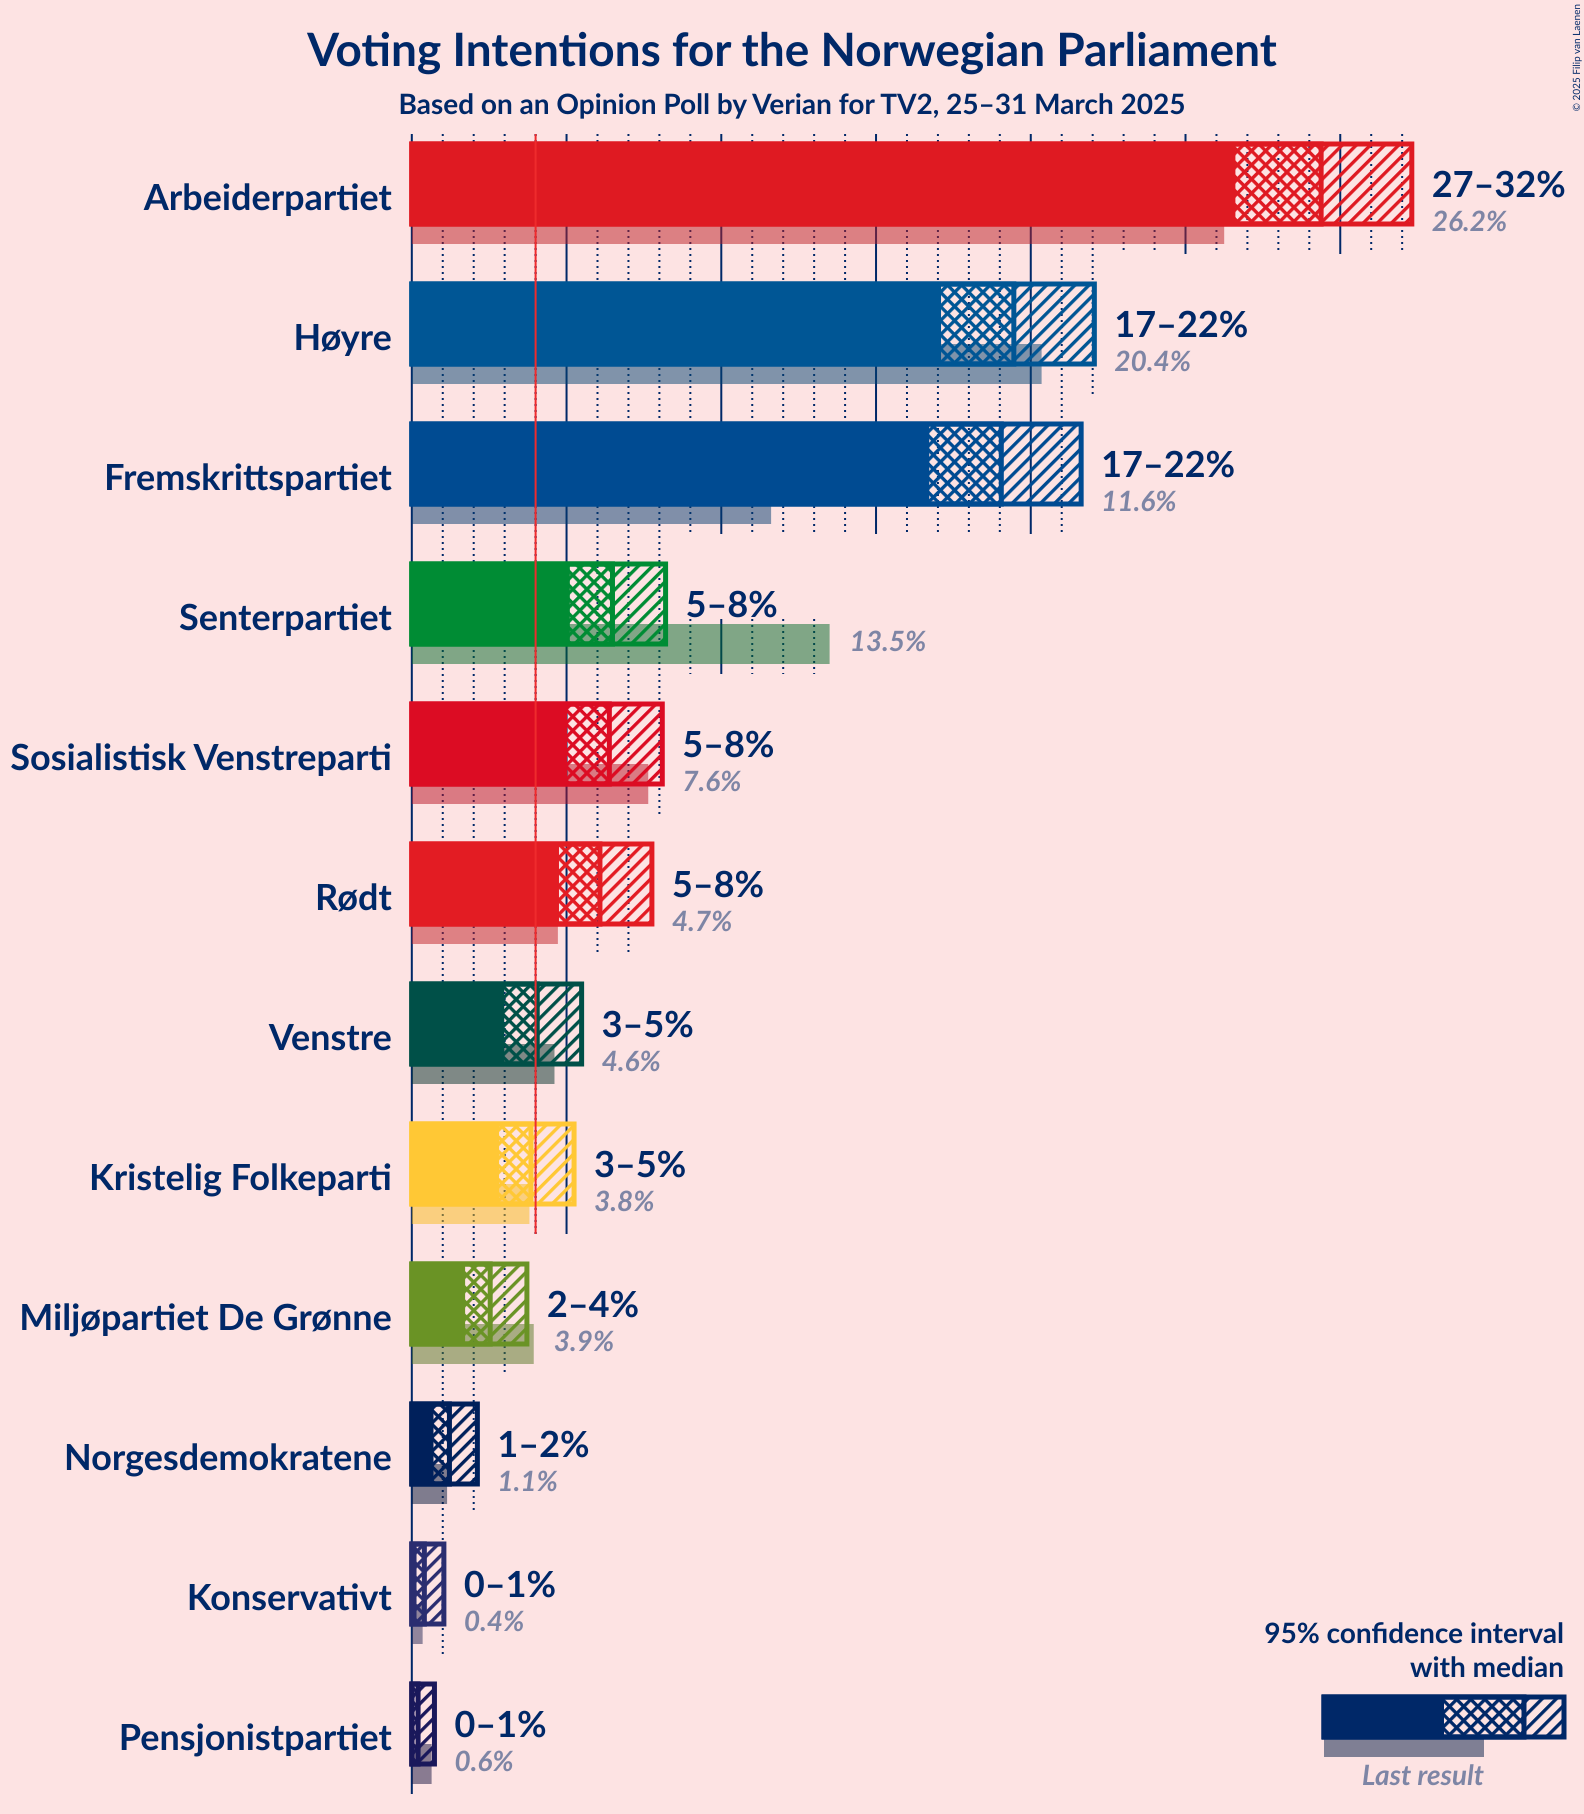 Voting Intentions for the Norwegian Parliament
Based on an Opinion Poll by Verian for TV2, 25–31 March 2025
© 2025 Filip van Laenen
Arbeiderpartiet
27–32%
26.2%
Høyre
17–22%
20.4%
Fremskrittspartiet
17–22%
11.6%
Senterpartiet
5–8%
13.5%
Sosialistisk Venstreparti
5–8%
7.6%
Rødt
5–8%
4.7%
Venstre
3–5%
4.6%
Kristelig Folkeparti
3–5%
3.8%
Miljøpartiet De Grønne
2–4%
3.9%
Norgesdemokratene
1–2%
1.1%
Konservativt
0–1%
0.4%
Pensjonistpartiet
0–1%
0.6%
95% confidence interval
with median
Last result